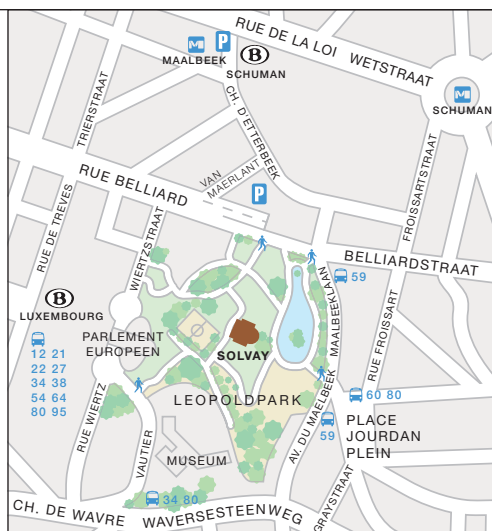 RUE DE LA LOI WETSTRAAT
M P B
MAALBEEK
SCHUMAN
M
SCHUMAN
TRIERSTRAAT
CH. D'ETTERBEEK
FROISSARTSTRAAT
RUE BELLIARD
VAN
MAERLANT
P
BELLIARDSTRAAT
RUE DE TREVES
WIERTZSTRAAT
MAALBEEKLAAN
59
B
LUXEMBOURG
12 21
22 27
34 38
54 64
80 95
PARLEMENT
EUROPEEN
SOLVAY
RUE FROISSART
LEOPOLDPARK
60 80
59
PLACE
JOURDAN
PLEIN
RUE WIERTZ
VAUTIER
MUSEUM
AV. DU MAELBEEK
GRAYSTRAAT
34 80
CH. DE WAVRE WAVERSESTEENWEG